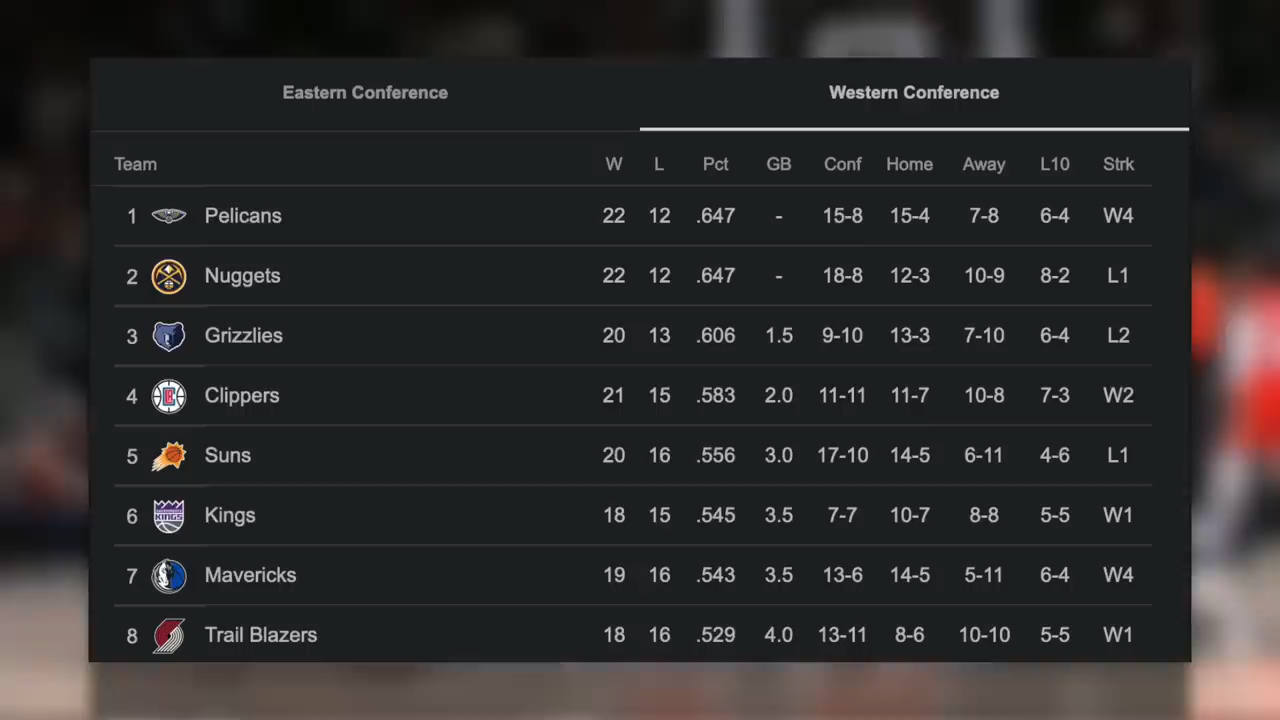 Eastern Conference Western Conference
Team W L Pct GB Conf Home Away L10 Strk
1 Pelicans 22 12 .647 - 15-8 15-4 7-8 6-4 W4
2 Nuggets 22 12 .647 - 18-8 12-3 10-9 8-2 L1
3 Grizzlies 20 13 .606 1.5 9-10 13-3 7-10 6-4 L2
4 Clippers 21 15 .583 2.0 11-11 11-7 10-8 7-3 W2
5 Suns 20 16 .556 3.0 17-10 14-5 6-11 4-6 L1
6 KINGS Kings 18 15 .545 3.5 7-7 10-7 8-8 5-5 W1
7 Mavericks 19 16 .543 3.5 13-6 14-5 5-11 6-4 W4
8 Trail Blazers 18 16 .529 4.0 13-11 8-6 10-10 5-5 W1